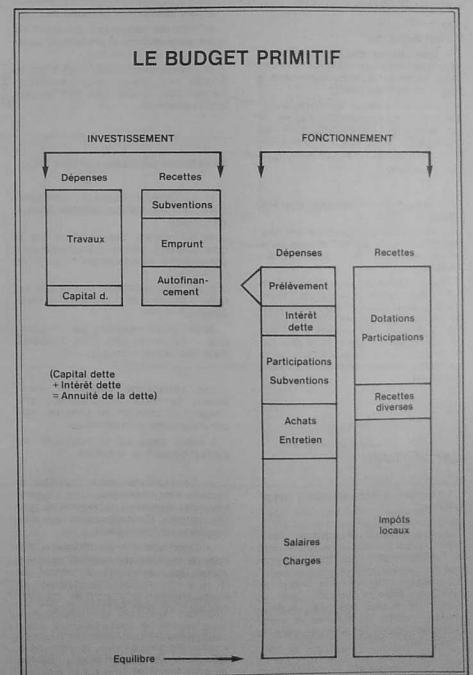 LE BUDGET PRIMITIF
INVESTISSEMENT
FONCTIONNEMENT
Dépenses
Recettes
Travaux
Capital d.
Subventions
Emprunt
Autofinan-
cement
(Capital dette
+ Intérêt dette
= Annuité de la dette)
Dépenses
Recettes
Prélèvement
Intérêt
dette
Participations
Subventions
Achats
Entretien
Salaires
Charges
Dotations
Participations
Recettes
diverses
Impôts
locaux
Equilibre